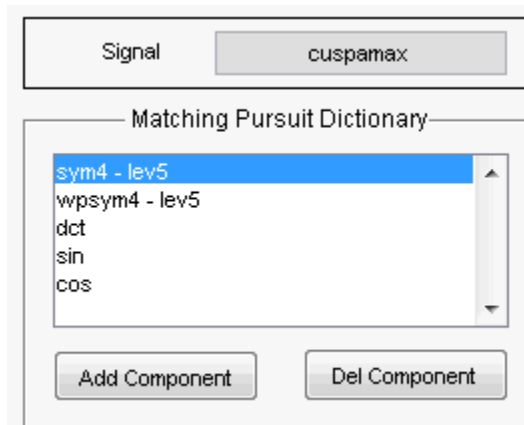 Signal cuspamax
Matching Pursuit Dictionary
sym4 - lev5
wpsym4 - lev5
dct
sin
cos
Add Component Del Component